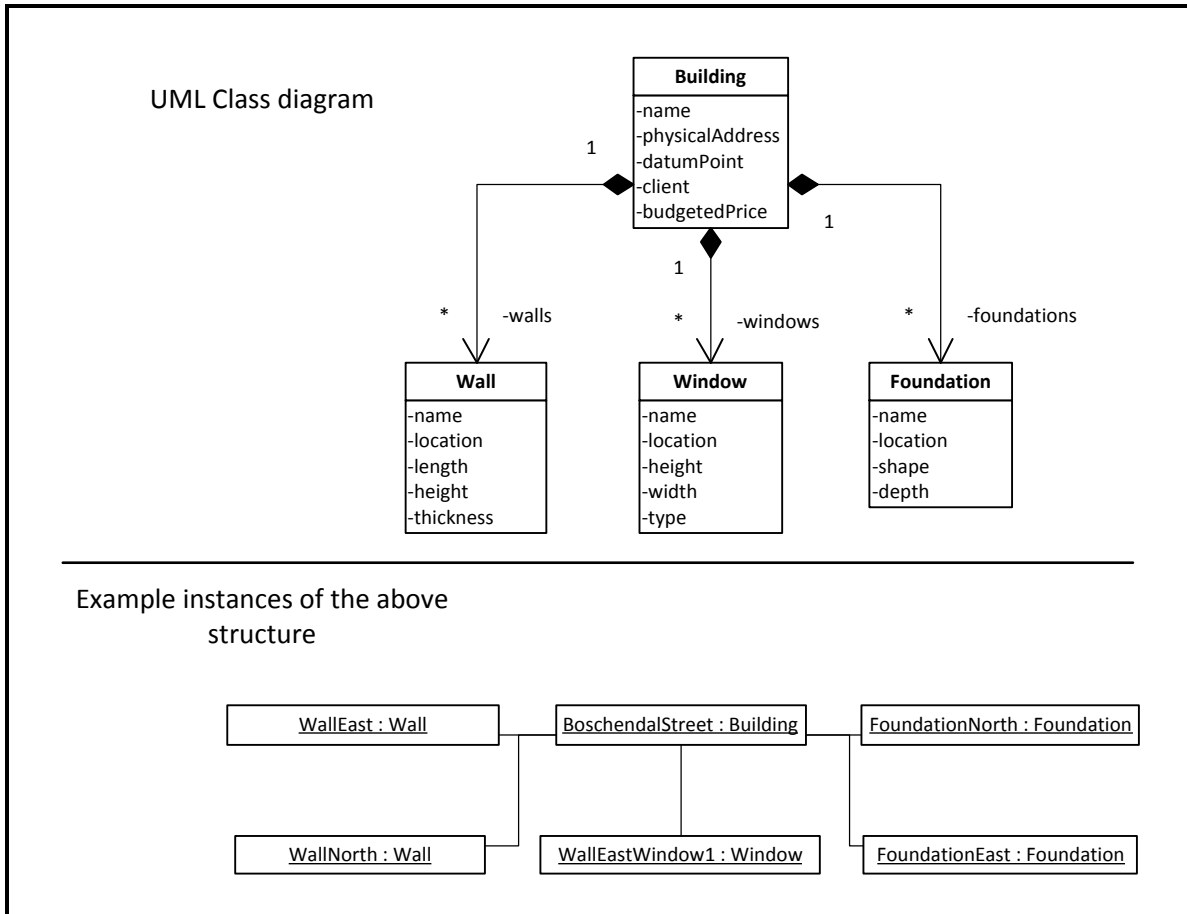 UML Class diagram
Building
-name
-physicalAddress
-datumPoint
-client
-budgetedPrice
1
1
1
*
-walls
*
-windows
*
-foundations
Wall
-name
-location
-length
-height
-thickness
Window
-name
-location
-height
-width
-type
Foundation
-name
-location
-shape
-depth
Example instances of the above
structure
WallEast : Wall
BoschendalStreet : Building
FoundationNorth : Foundation
WallNorth : Wall
WallEastWindow1 : Window
FoundationEast : Foundation